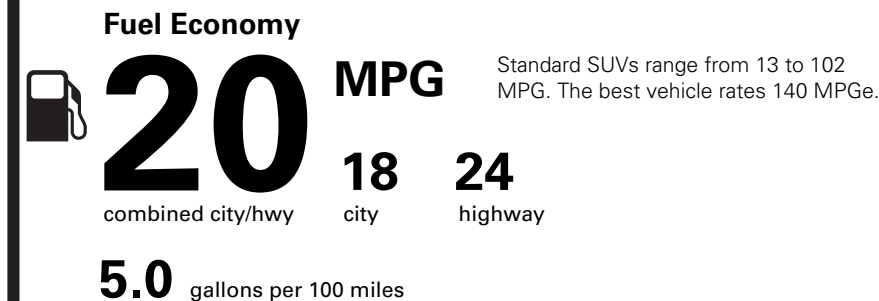 Fuel Economy
20 MPG
Standard SUVs range from 13 to 102
MPG. The best vehicle rates 140 MPGe.
18 24
combined city/hwy city highway
5.0 gallons per 100 miles